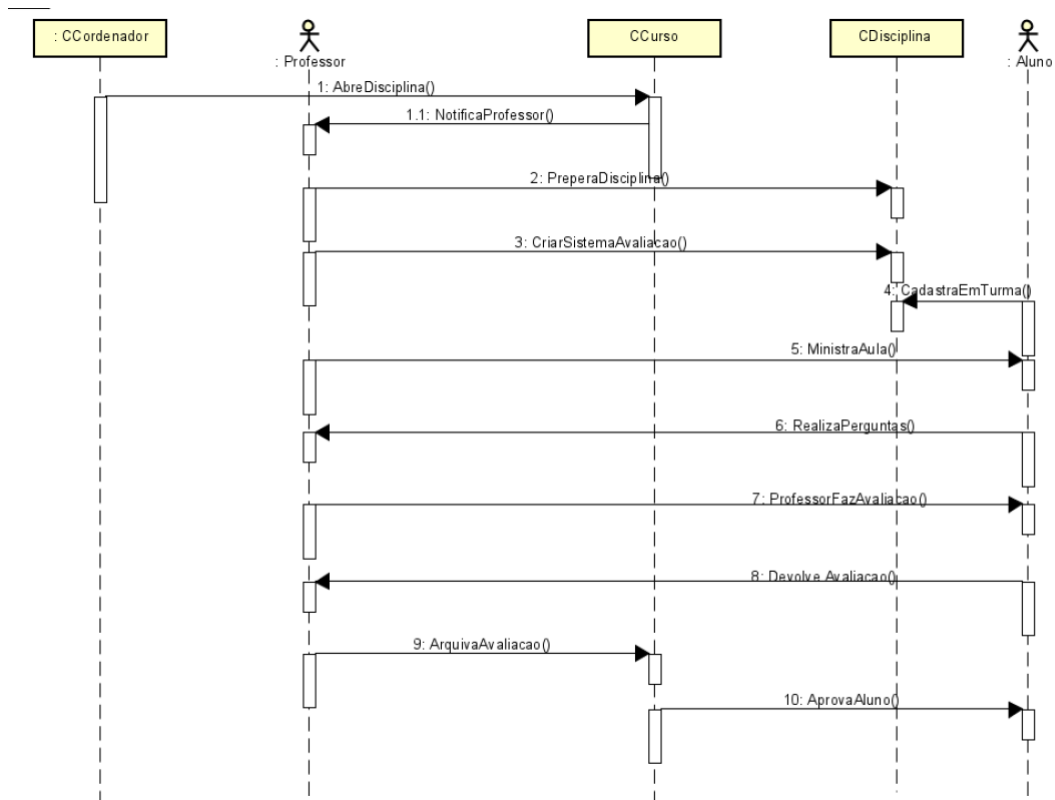 : CCordenador
: Professor
CCurso
CDisciplina
: Aluno
1: AbreDisciplina()
1.1: NotificaProfessor()
2: PreperaDisciplina()
3: CriarSistemaAvaliacao()
4: CadastraEmTurma()
5: MinistraAula()
6: RealizaPerguntas()
7: ProfessorFazAvaliacao()
8: Devolve Avaliacao()
9: ArquivaAvaliacao()
10: AprovaAluno()